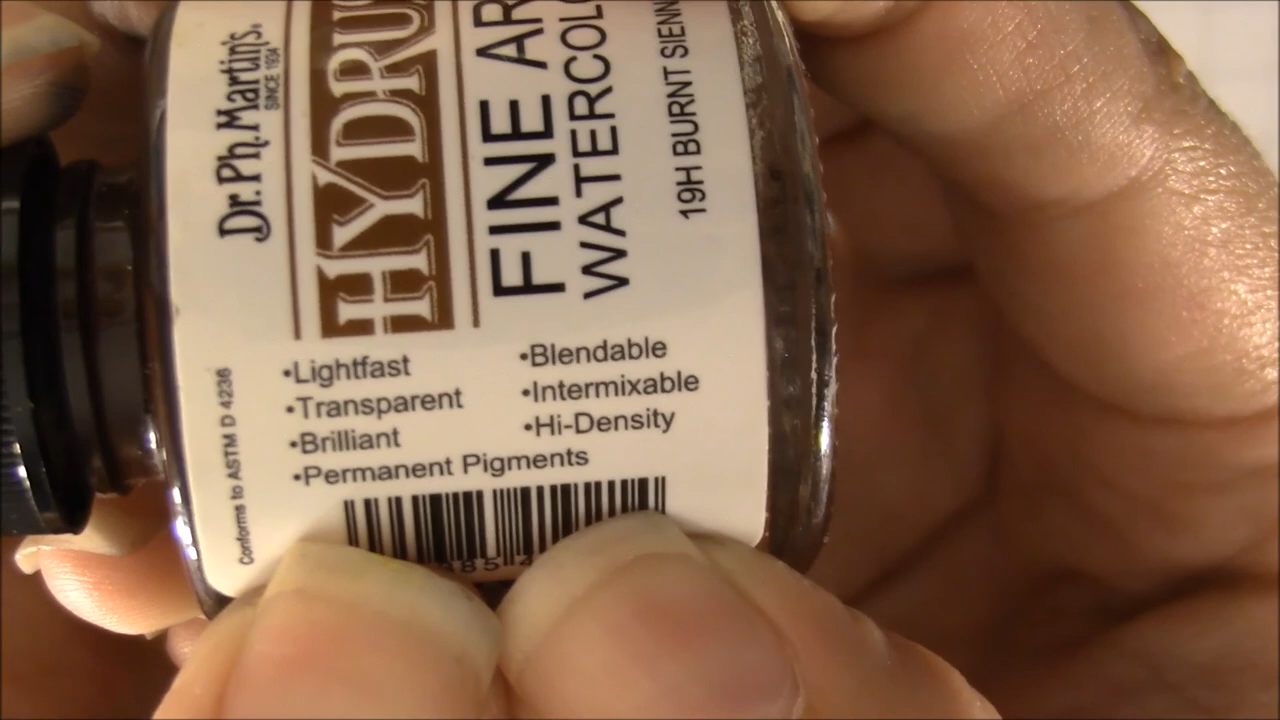 Dr.Ph.Martin's.
SINCE 1934
HYDRUS
FINE AR
WATERCOLO
19H BURNT SIENN
•Lightfast
•Transparent
•Brilliant
•Permanent Pigments
•Blendable
•Intermixable
•Hi-Density
Conforms to ASTM D 4236